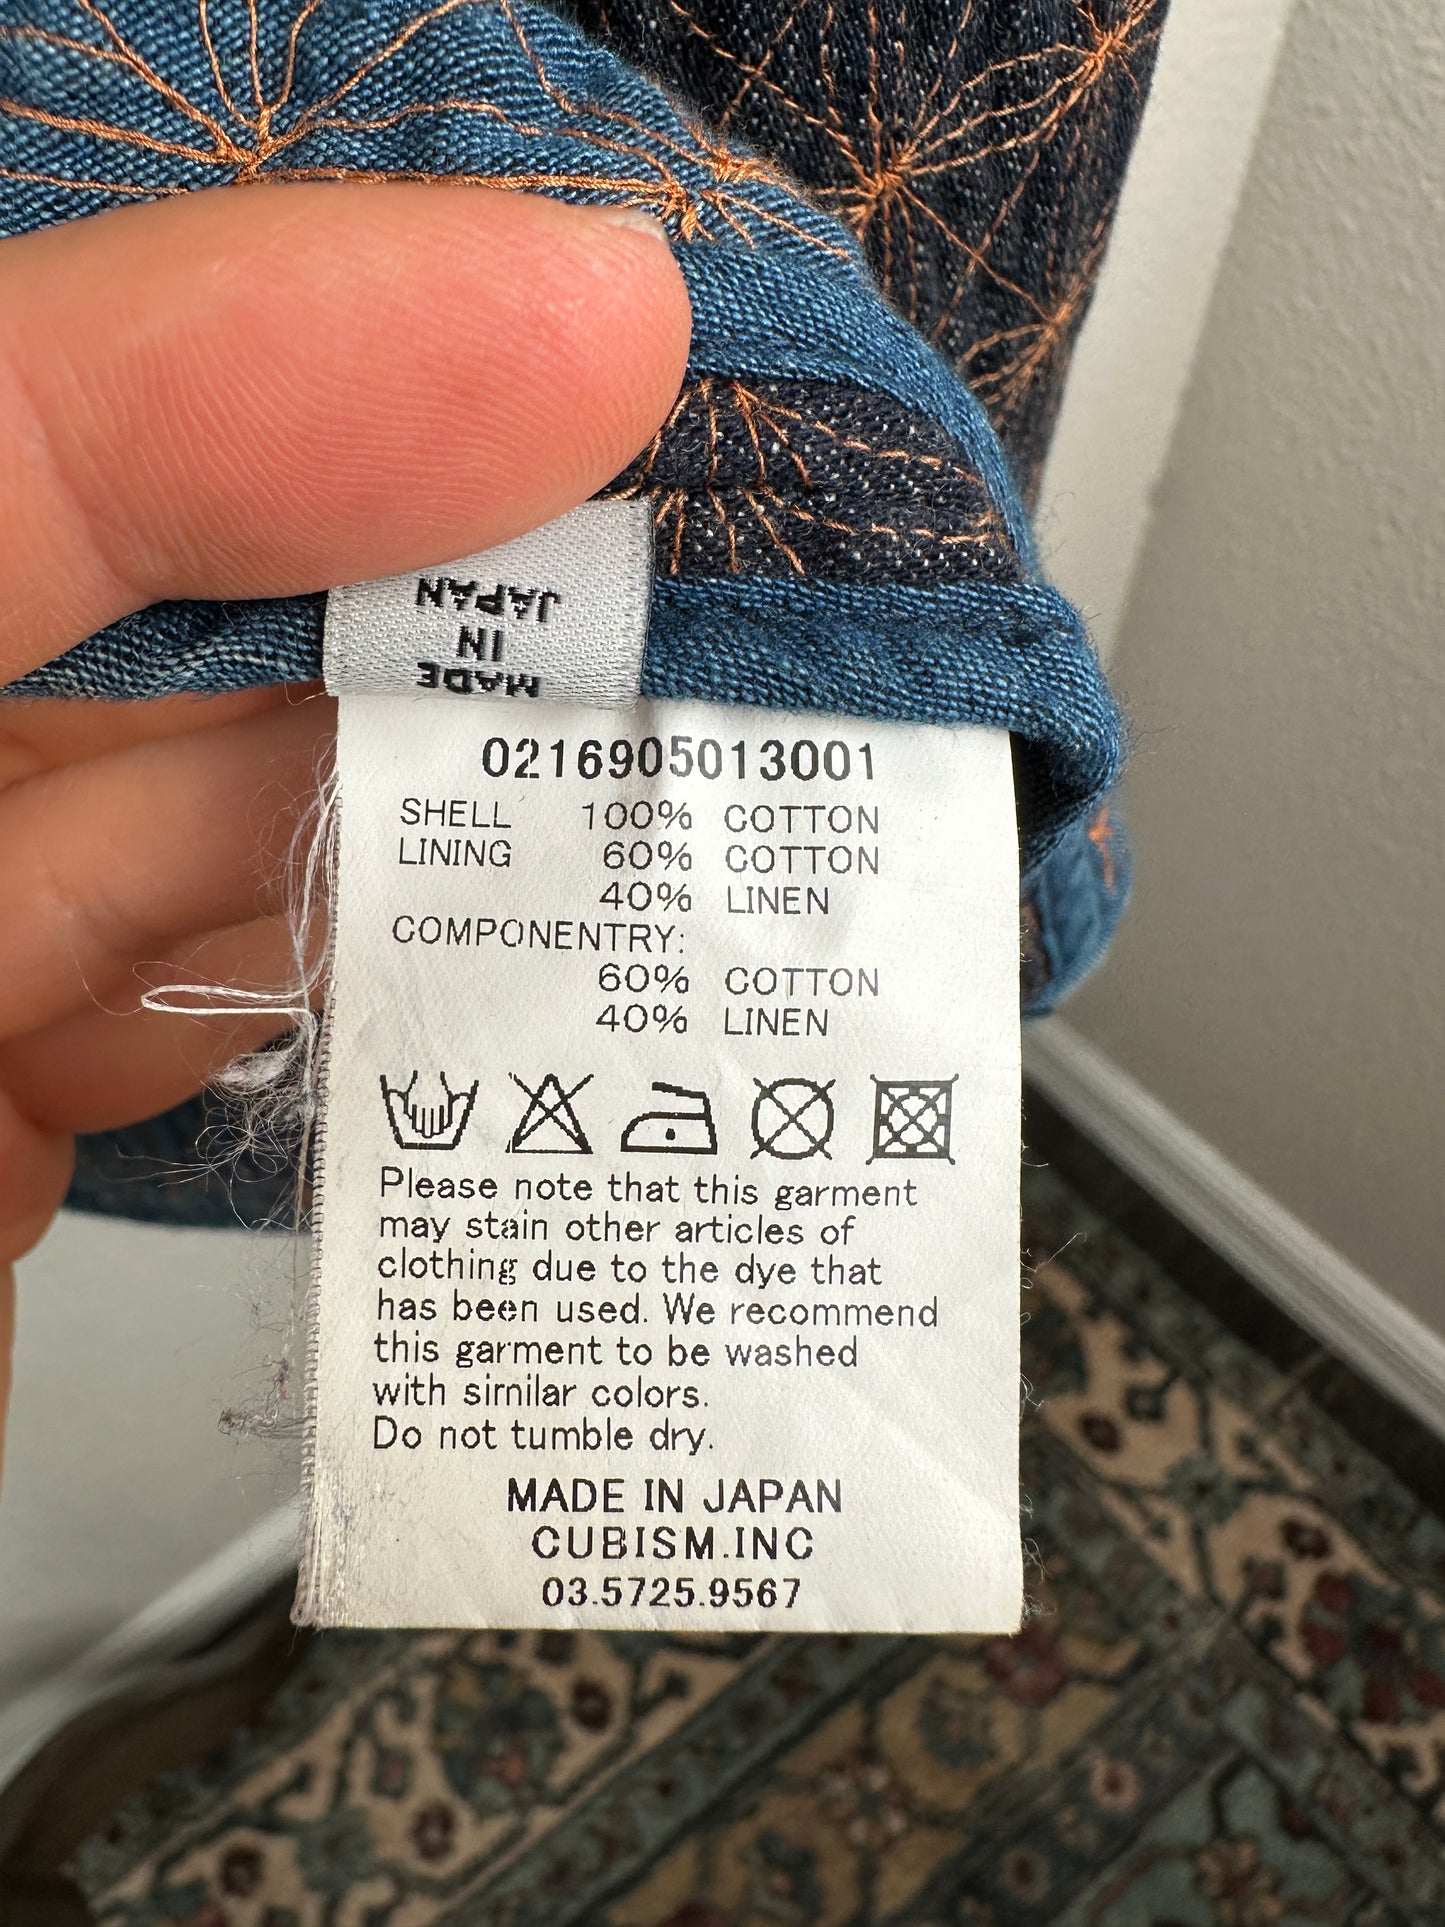 MADE
IN
JAPAN
0216905013001
SHELL 100% COTTON
LINING 60% COTTON
40% LINEN
COMPONENTRY:
60% COTTON
40% LINEN
Please note that this garment
may stain other articles of
clothing due to the dye that
has been used. We recommend
this garment to be washed
with similar colors.
Do not tumble dry.
MADE IN JAPAN
CUBISM.INC
03.5725.9567